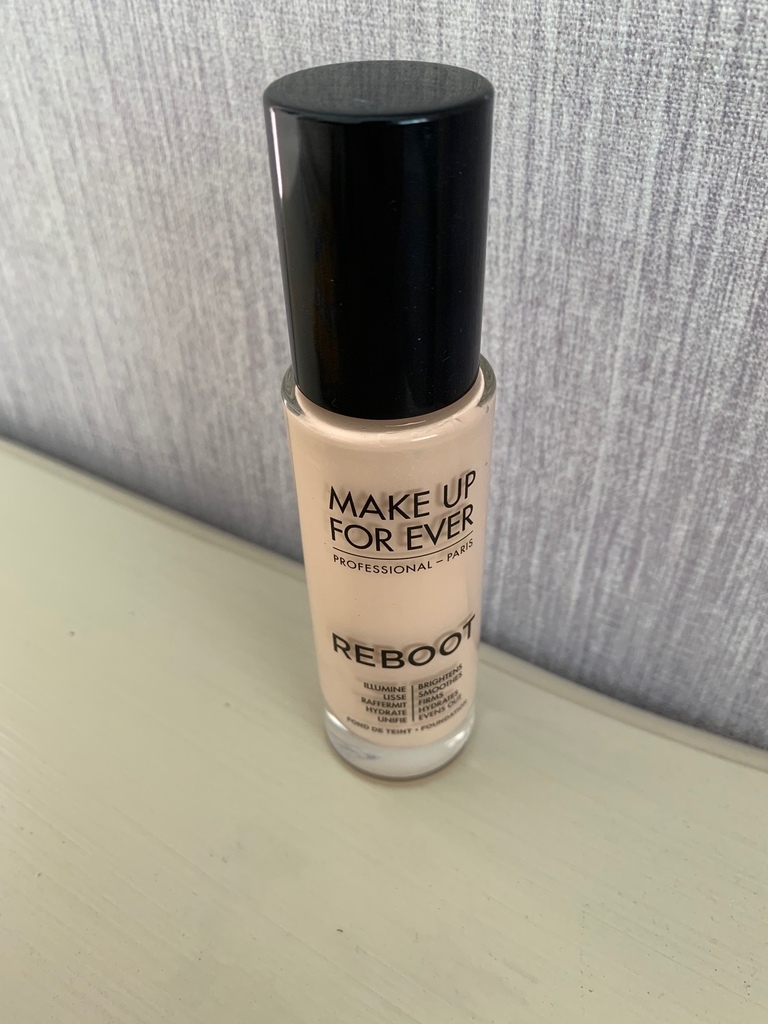 MAKE UP
FOR EVER
PROFESSIONAL – PARIS
REBOOT
ILLUMINE
LISSE
RAFFERMIT
HYDRATE
UNIFIE
BRIGHTENS
SMOOTHES
FIRMS
HYDRATES
EVENS OUT
FOND DE TEINT • FOUNDATION